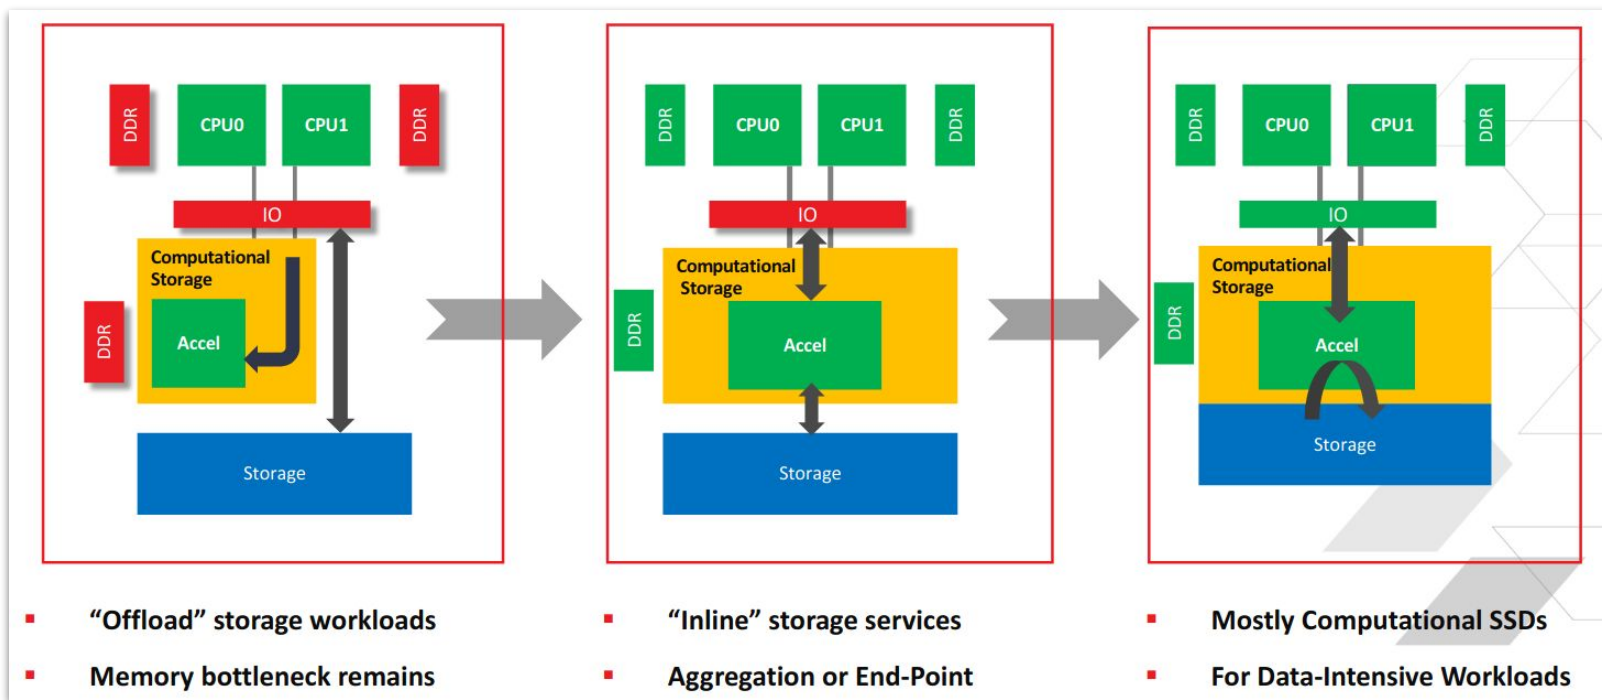 DDR
CPU0
CPU1
DDR
IO
Computational
Storage
DDR
Accel
Storage
“Offload” storage workloads
Memory bottleneck remains
DDR
CPU0
CPU1
DDR
IO
Computational
Storage
DDR
Accel
Storage
“Inline” storage services
Aggregation or End-Point
DDR
CPU0
CPU1
DDR
IO
Computational
Storage
DDR
Accel
Storage
Mostly Computational SSDs
For Data-Intensive Workloads